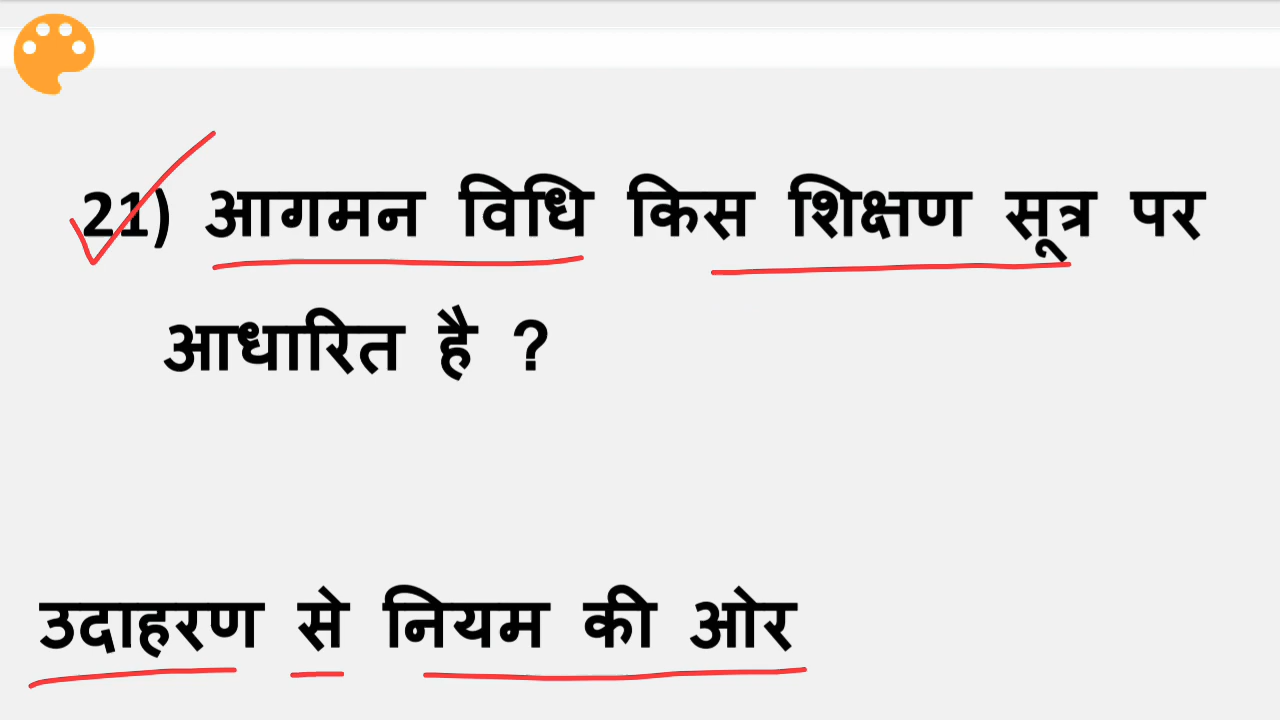 21) आगमन विधि किस शिक्षण सूत्र पर
आधारित है ?
उदाहरण से नियम की ओर